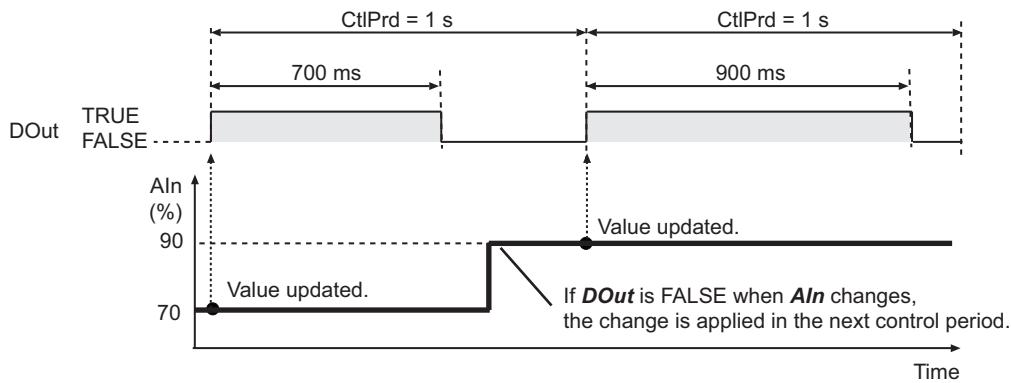 CtlPrd = 1 s
CtlPrd = 1 s
700 ms
900 ms
DOut
TRUE
FALSE
AIn
(%)
90
Value updated.
Value updated.
70
If DOut is FALSE when AIn changes,
the change is applied in the next control period.
Time